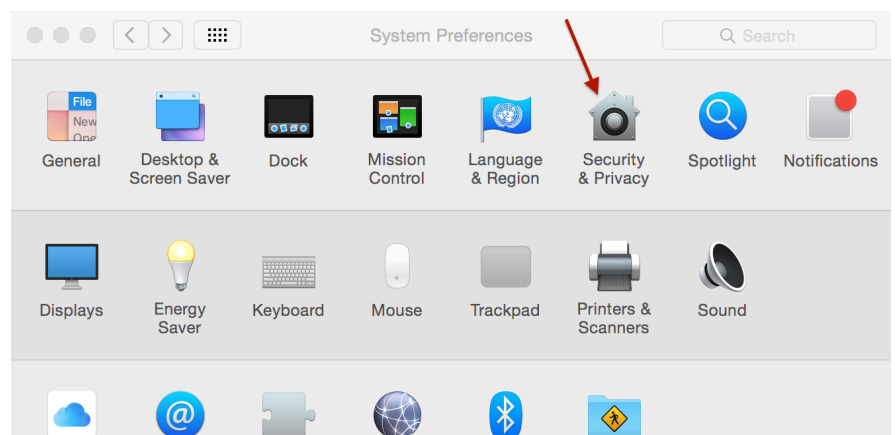 System Preferences
Search
File
New
Ope
General
Desktop &
Screen Saver
Dock
Mission
Control
Language
& Region
Security
& Privacy
Spotlight
Notifications
Displays
Energy
Saver
Keyboard
Mouse
Trackpad
Printers &
Scanners
Sound
@